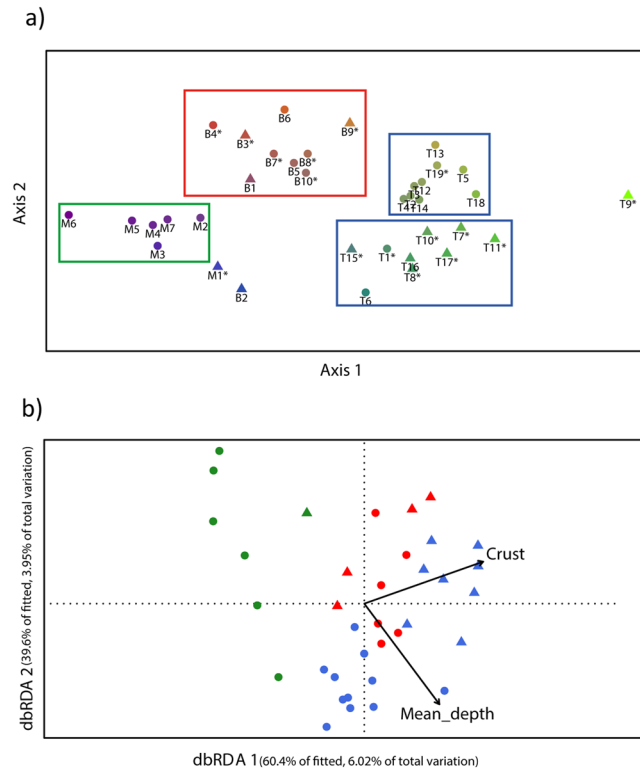 a)
Axis 2
B4*
B3*
B6
B9*
B7*
B8*
B5
B10*
B1
T13
T19*
T5
T12
T3
T2
T4
T14
T18
T9*
M6
M5
M4
M7
M2
M3
M1*
B2
T15*
T1*
T10*
T7*
T11*
T16
T17*
T8*
T6
Axis 1
b)
dbRDA 2 (39.6% of fitted, 3.95% of total variation)
Crust
Mean_depth
dbRDA 1 (60.4% of fitted, 6.02% of total variation)